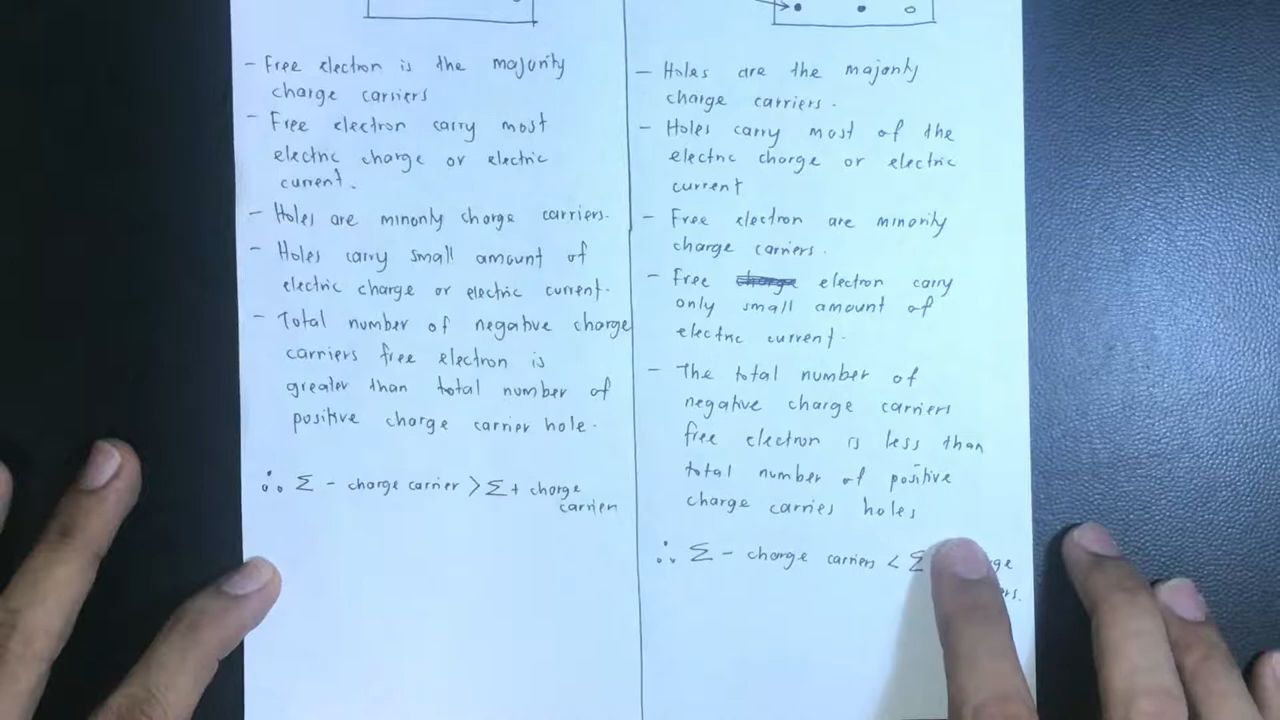 - Free electron is the majority
charge carriers
- Free electron carry most
electric charge or electric
current.
- Holes are minority charge carriers.
- Holes carry small amount of
electric charge or electric current.
- Total number of negative charge
carriers free electron is
greater than total number of
positive charge carrier hole.
∴ Σ - charge carrier > Σ + charge
carrier
- Holes are the majority
charge carriers.
- Holes carry most of the
electric charge or electric
current
- Free electron are minority
charge carriers.
- Free electron carry
only small amount of
electric current.
- The total number of
negative charge carriers
free electron is less than
total number of positive
charge carries holes
∴ Σ - charge carriers < Σ